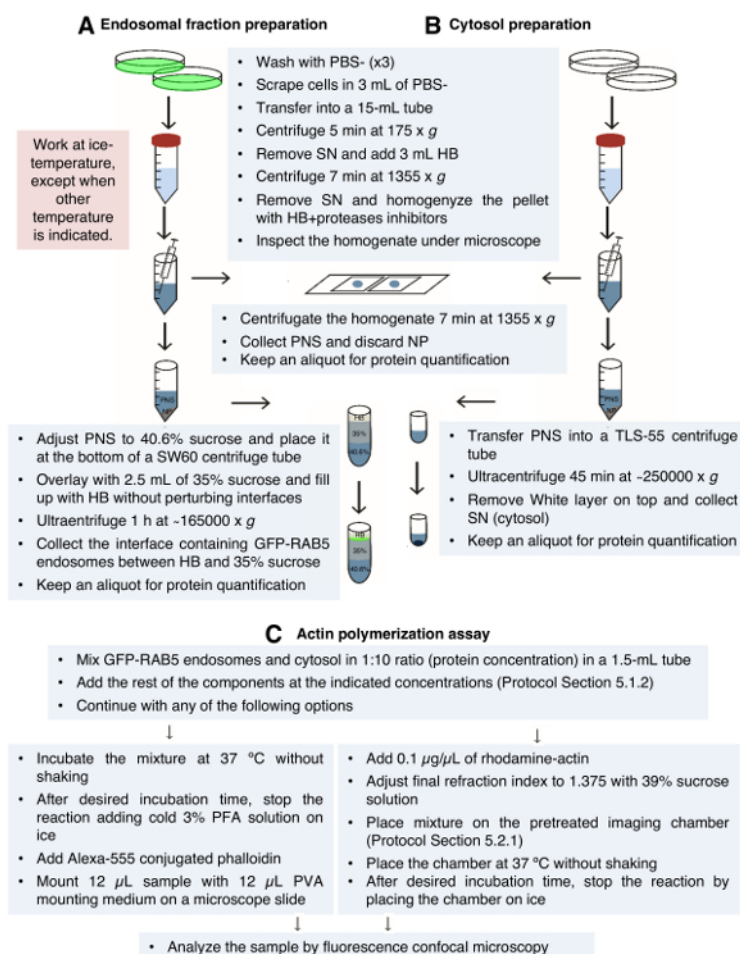 A Endosomal fraction preparation
B Cytosol preparation
• Wash with PBS- (x3)
• Scrape cells in 3 mL of PBS-
• Transfer into a 15-mL tube
• Centrifuge 5 min at 175 x g
• Remove SN and add 3 mL HB
• Centrifuge 7 min at 1355 x g
• Remove SN and homogenyze the pellet
with HB+proteases inhibitors
• Inspect the homogenate under microscope
Work at ice-
temperature,
except when
other
temperature
is indicated.
• Centrifugate the homogenate 7 min at 1355 x g
• Collect PNS and discard NP
• Keep an aliquot for protein quantification
PNS
NP
PNS
NP
HB
35%
40.6%
HB
35%
40.6%
• Adjust PNS to 40.6% sucrose and place it
at the bottom of a SW60 centrifuge tube
• Overlay with 2.5 mL of 35% sucrose and fill
up with HB without perturbing interfaces
• Ultraentifuge 1 h at ~165000 x g
• Collect the interface containing GFP-RAB5
endosomes between HB and 35% sucrose
• Keep an aliquot for protein quantification
• Transfer PNS into a TLS-55 centrifuge
tube
• Ultracentrifuge 45 min at ~250000 x g
• Remove White layer on top and collect
SN (cytosol)
• Keep an aliquot for protein quantification
C Actin polymerization assay
• Mix GFP-RAB5 endosomes and cytosol in 1:10 ratio (protein concentration) in a 1.5-mL tube
• Add the rest of the components at the indicated concentrations (Protocol Section 5.1.2)
• Continue with any of the following options
• Incubate the mixture at 37 ºC without
shaking
• After desired incubation time, stop the
reaction adding cold 3% PFA solution on
ice
• Add Alexa-555 conjugated phalloidin
• Mount 12 µL sample with 12 µL PVA
mounting medium on a microscope slide
• Add 0.1 µg/µL of rhodamine-actin
• Adjust final refraction index to 1.375 with 39% sucrose
solution
• Place mixture on the pretreated imaging chamber
(Protocol Section 5.2.1)
• Place the chamber at 37 ºC without shaking
• After desired incubation time, stop the reaction by
placing the chamber on ice
• Analyze the sample by fluorescence confocal microscopy